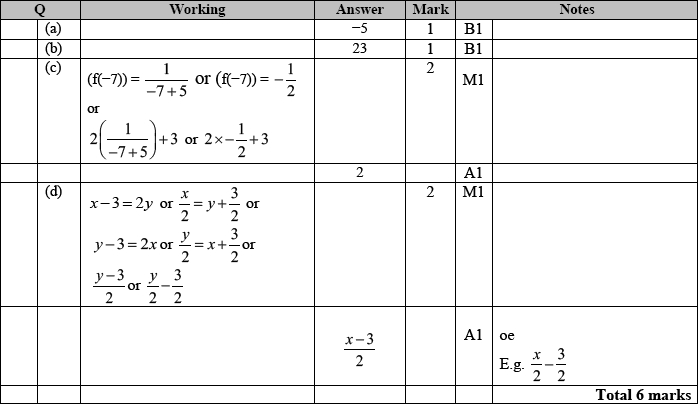 Q Working Answer Mark Notes
(a) −5 1 B1
(b) 23 1 B1
(c) (f(−7)) = 1/(−7+5) or (f(−7)) = −1/2 2 M1
or
2(1/(−7+5))+3 or 2×−1/2+3
2 A1
(d) x−3=2y or x/2=y+3/2 or 2 M1
y−3=2x or y/2=x+3/2 or
(y−3)/2 or y/2−3/2
(x−3)/2 A1 oe
E.g. x/2−3/2
Total 6 marks